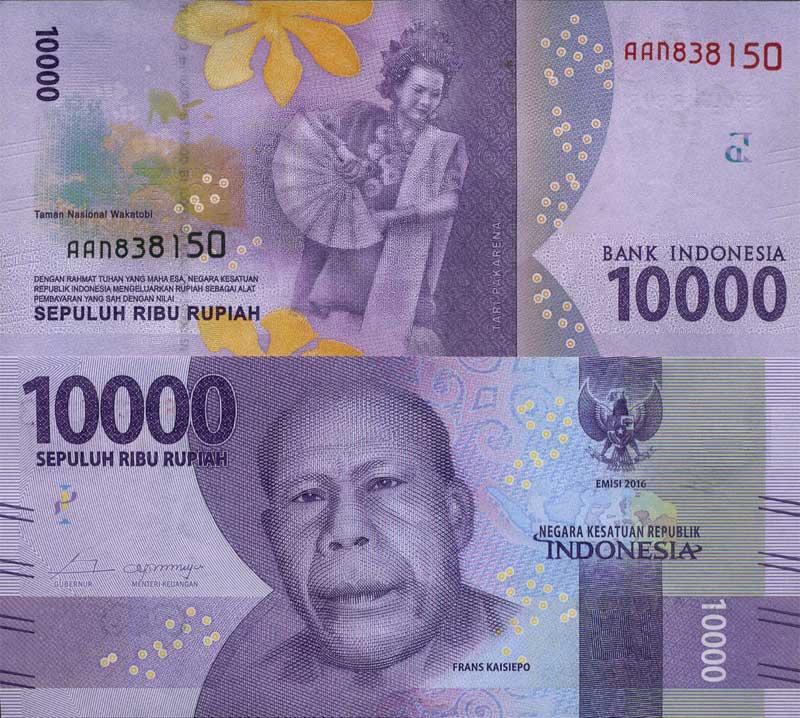 10000
AAN838150
Taman Nasional Wakatobi
AAN838150
DENGAN RAHMAT TUHAN YANG MAHA ESA, NEGARA KESATUAN
REPUBLIK INDONESIA MENGELUARKAN RUPIAH SEBAGAI ALAT
PEMBAYARAN YANG SAH DENGAN NILAI
SEPULUH RIBU RUPIAH
TARI PAKARENA
BANK INDONESIA
10000
10000
SEPULUH RIBU RUPIAH
EMISI 2016
NEGARA KESATUAN REPUBLIK
INDONESIA
GUBERNUR
MENTERI KEUANGAN
FRANS KAISIEPO
10000